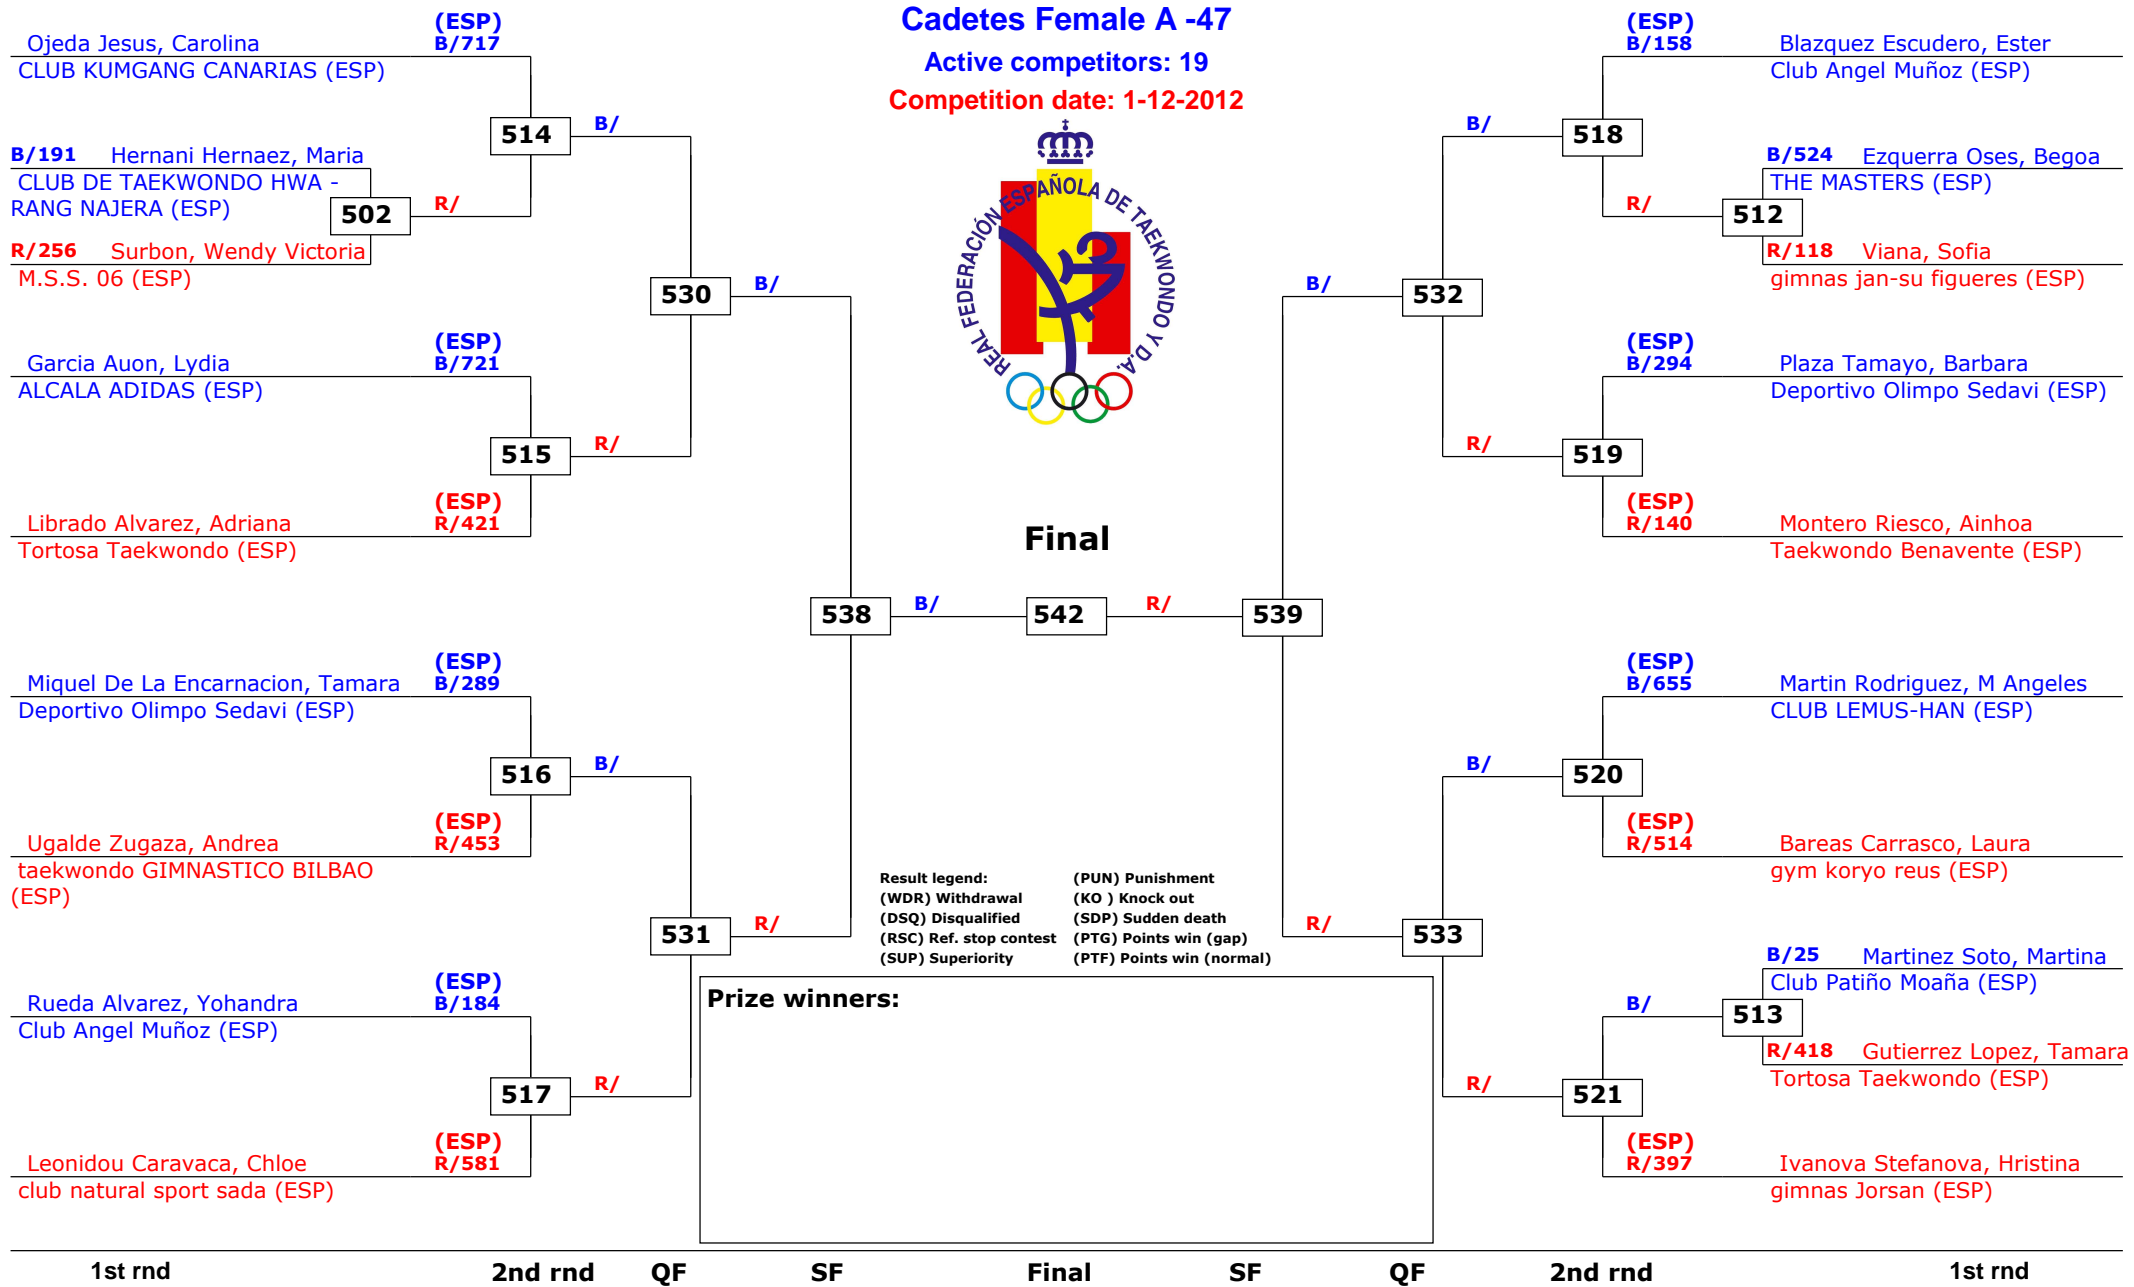 Cadetes Female A -47
Active competitors: 19
Competition date: 1-12-2012
REAL FEDERACIÓN ESPAÑOLA DE TAEKWONDO Y D.A.
(ESP)
Ojeda Jesus, Carolina B/717
CLUB KUMGANG CANARIAS (ESP)
514 B/
B/191 Hernani Hernaez, Maria
CLUB DE TAEKWONDO HWA -
RANG NAJERA (ESP)
502 R/
R/256 Surbon, Wendy Victoria
M.S.S. 06 (ESP)
530 B/
(ESP)
Garcia Auon, Lydia B/721
ALCALA ADIDAS (ESP)
515 R/
(ESP)
Librado Alvarez, Adriana R/421
Tortosa Taekwondo (ESP)
538 B/
(ESP)
Miquel De La Encarnacion, Tamara B/289
Deportivo Olimpo Sedavi (ESP)
516 B/
(ESP)
Ugalde Zugaza, Andrea R/453
taekwondo GIMNASTICO BILBAO
(ESP)
531 R/
(ESP)
Rueda Alvarez, Yohandra B/184
Club Angel Muñoz (ESP)
517 R/
(ESP)
Leonidou Caravaca, Chloe R/581
club natural sport sada (ESP)
Final
542
(ESP)
B/158 Blazquez Escudero, Ester
Club Angel Muñoz (ESP)
B/ 518
B/524 Ezquerra Oses, Begoa
THE MASTERS (ESP)
R/ 512
R/118 Viana, Sofia
gimnas jan-su figueres (ESP)
B/ 532
(ESP)
B/294 Plaza Tamayo, Barbara
Deportivo Olimpo Sedavi (ESP)
R/ 519
(ESP)
R/140 Montero Riesco, Ainhoa
Taekwondo Benavente (ESP)
R/ 539
(ESP)
B/655 Martin Rodriguez, M Angeles
CLUB LEMUS-HAN (ESP)
B/ 520
(ESP)
R/514 Bareas Carrasco, Laura
gym koryo reus (ESP)
R/ 533
B/25 Martinez Soto, Martina
Club Patiño Moaña (ESP)
B/ 513
R/418 Gutierrez Lopez, Tamara
Tortosa Taekwondo (ESP)
R/ 521
(ESP)
R/397 Ivanova Stefanova, Hristina
gimnas Jorsan (ESP)
Result legend: (PUN) Punishment
(WDR) Withdrawal (KO ) Knock out
(DSQ) Disqualified (SDP) Sudden death
(RSC) Ref. stop contest (PTG) Points win (gap)
(SUP) Superiority (PTF) Points win (normal)
Prize winners:
1st rnd 2nd rnd QF SF Final SF QF 2nd rnd 1st rnd